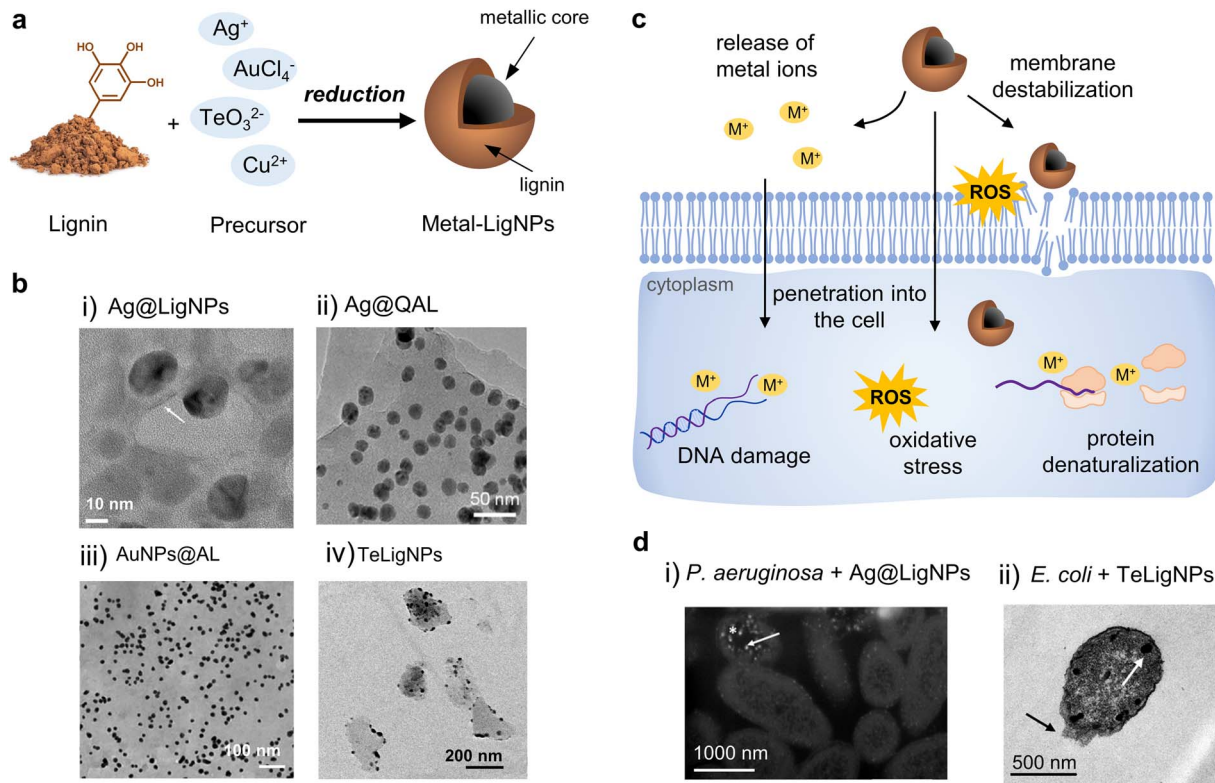 a
HO
OH
OH
Ag⁺
AuCl₄⁻
TeO₃²⁻
Cu²⁺
+
reduction
metallic core
lignin
Lignin
Precursor
Metal-LigNPs
b
i) Ag@LigNPs
10 nm
ii) Ag@QAL
50 nm
iii) AuNPs@AL
100 nm
iv) TeLigNPs
200 nm
c
release of
metal ions
membrane
destabilization
M⁺
M⁺
M⁺
ROS
cytoplasm
penetration into
the cell
M⁺
M⁺
DNA damage
ROS
oxidative
stress
M⁺
M⁺
protein
denaturalization
d
i) P. aeruginosa + Ag@LigNPs
*
1000 nm
ii) E. coli + TeLigNPs
500 nm